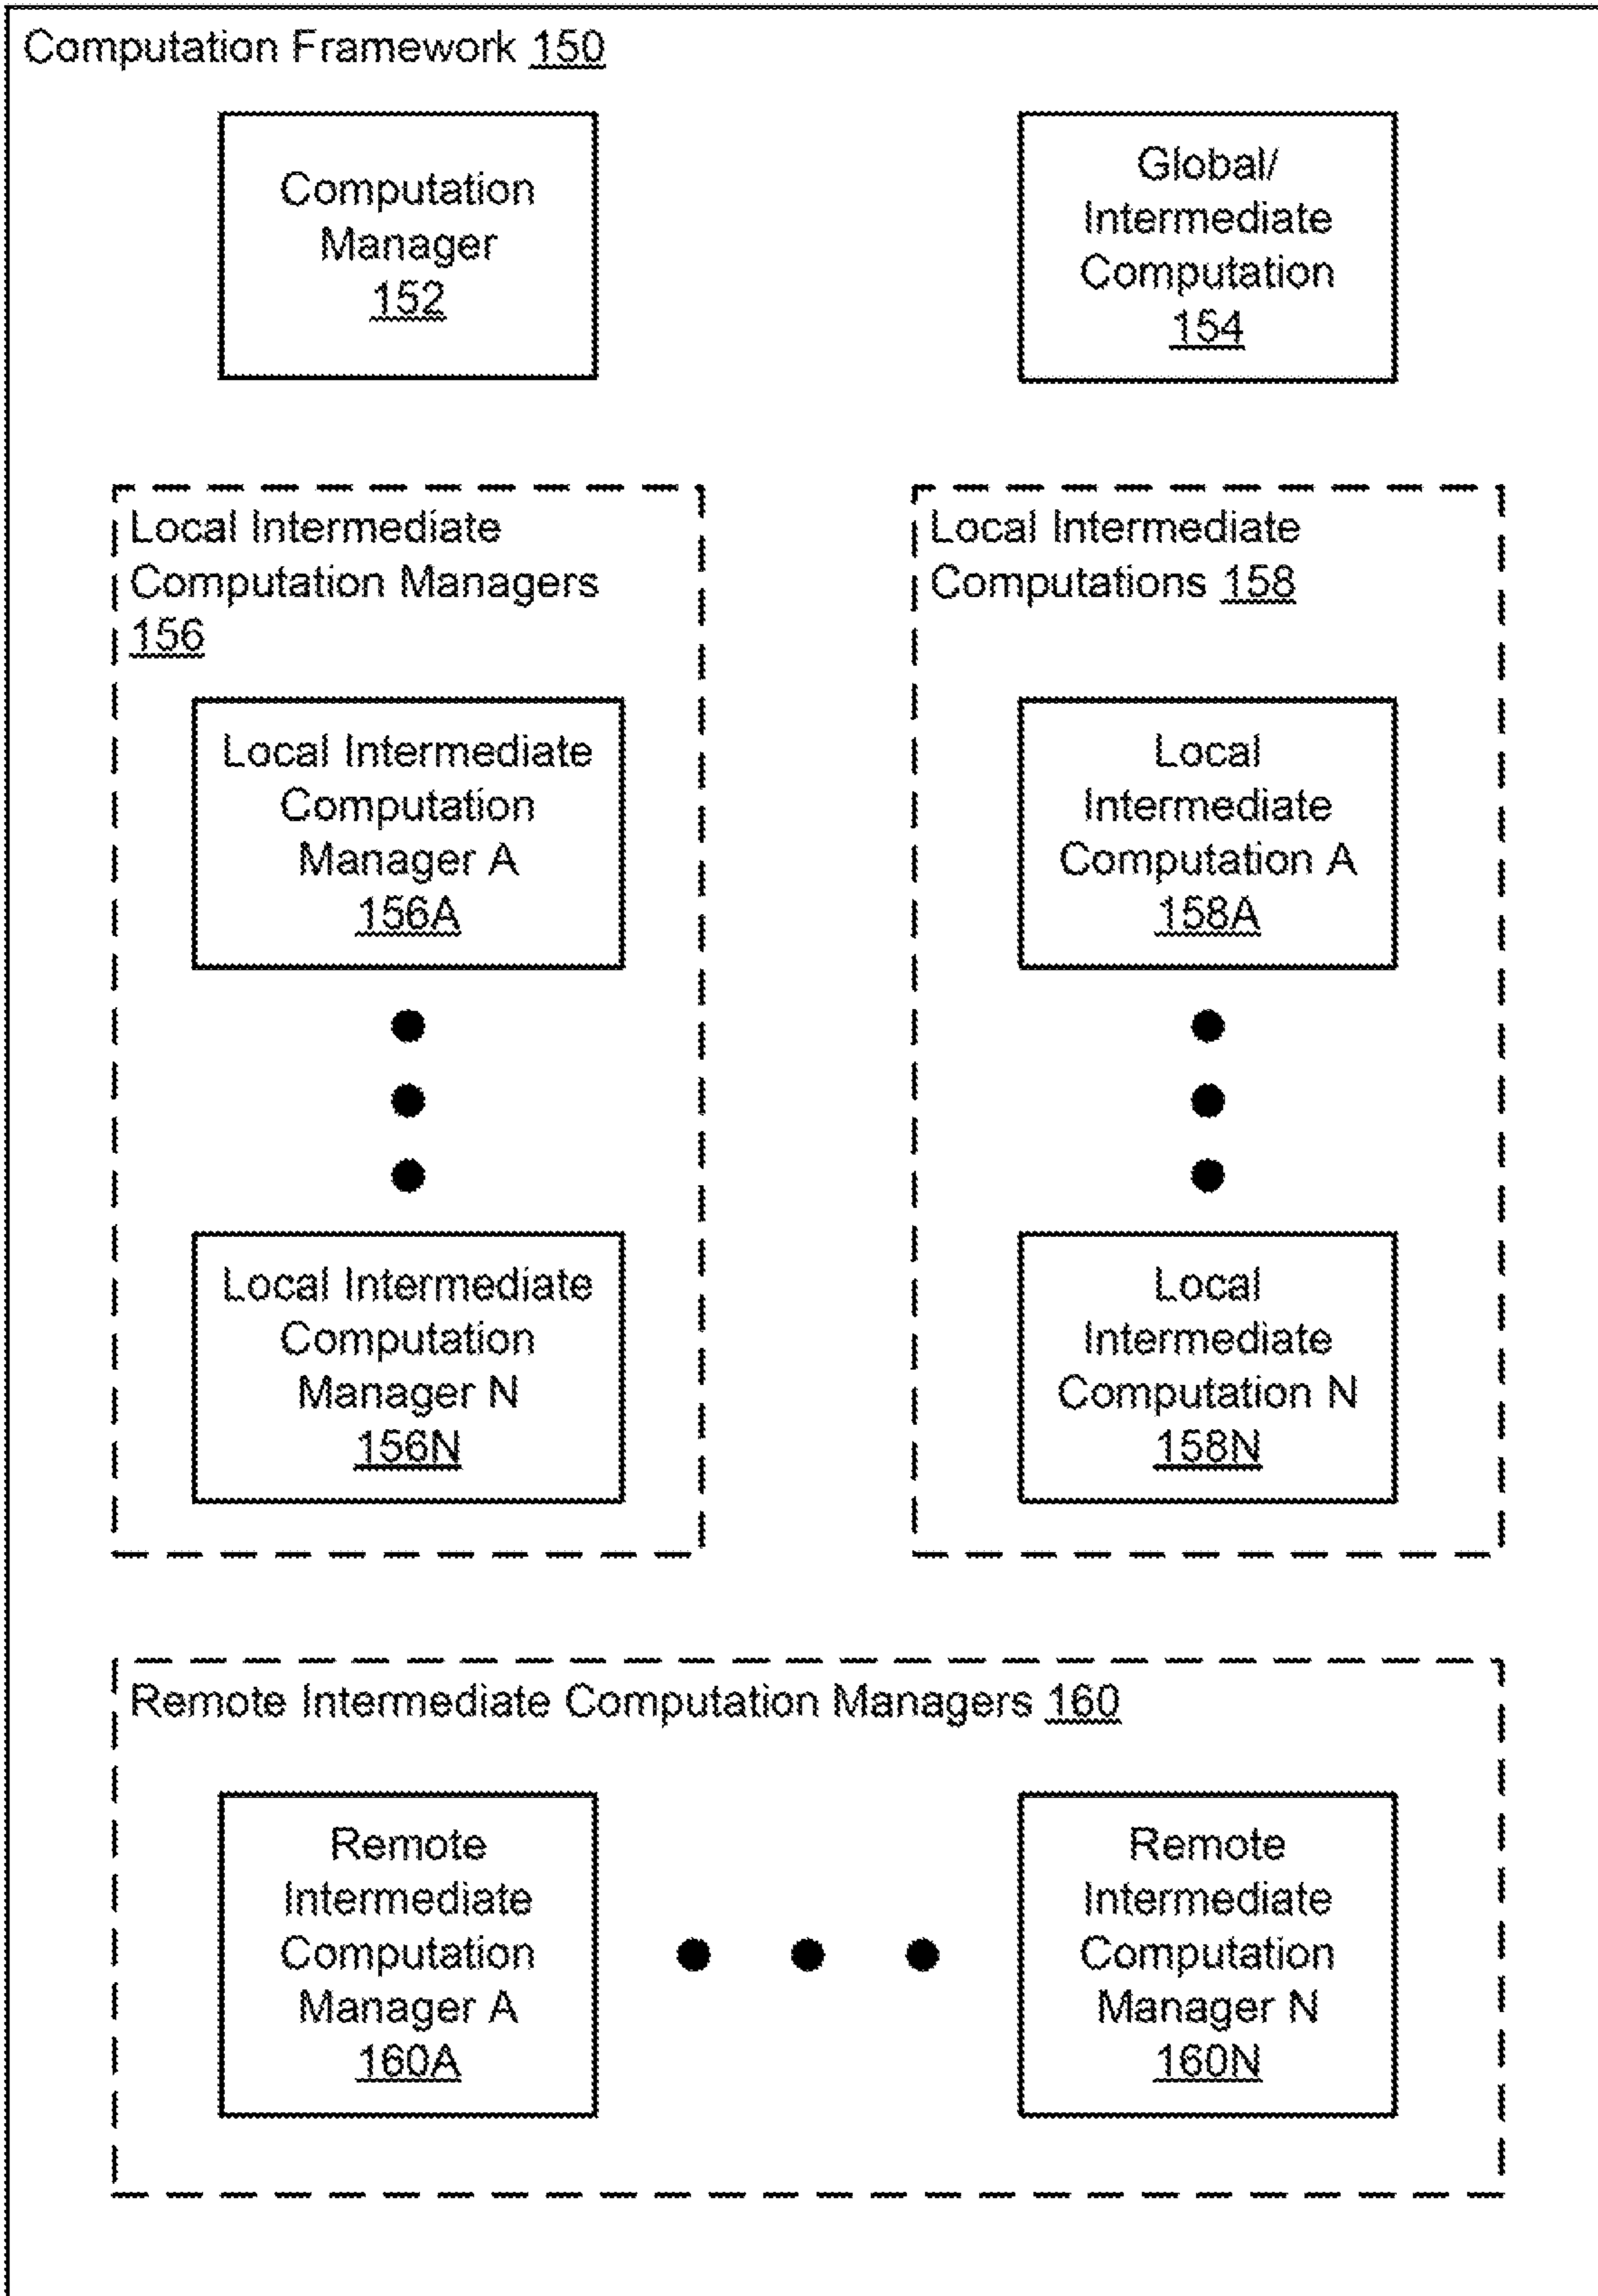 Computation Framework 150
Computation
Manager
152
Global/
Intermediate
Computation
154
Local Intermediate
Computation Managers
156
Local Intermediate
Computation
Manager A
156A
Local Intermediate
Computation
Manager N
156N
Local Intermediate
Computations 158
Local
Intermediate
Computation A
158A
Local
Intermediate
Computation N
158N
Remote Intermediate Computation Managers 160
Remote
Intermediate
Computation
Manager A
160A
Remote
Intermediate
Computation
Manager N
160N